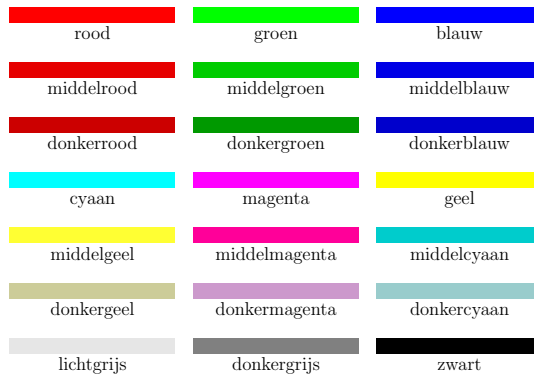 rood groen blauw
middelrood middelgroen middelblauw
donkerrood donkergroen donkerblauw
cyaan magenta geel
middelgeel middelmagenta middelcyaan
donkergeel donkermagenta donkercyaan
lichtgrijs donkergrijs zwart